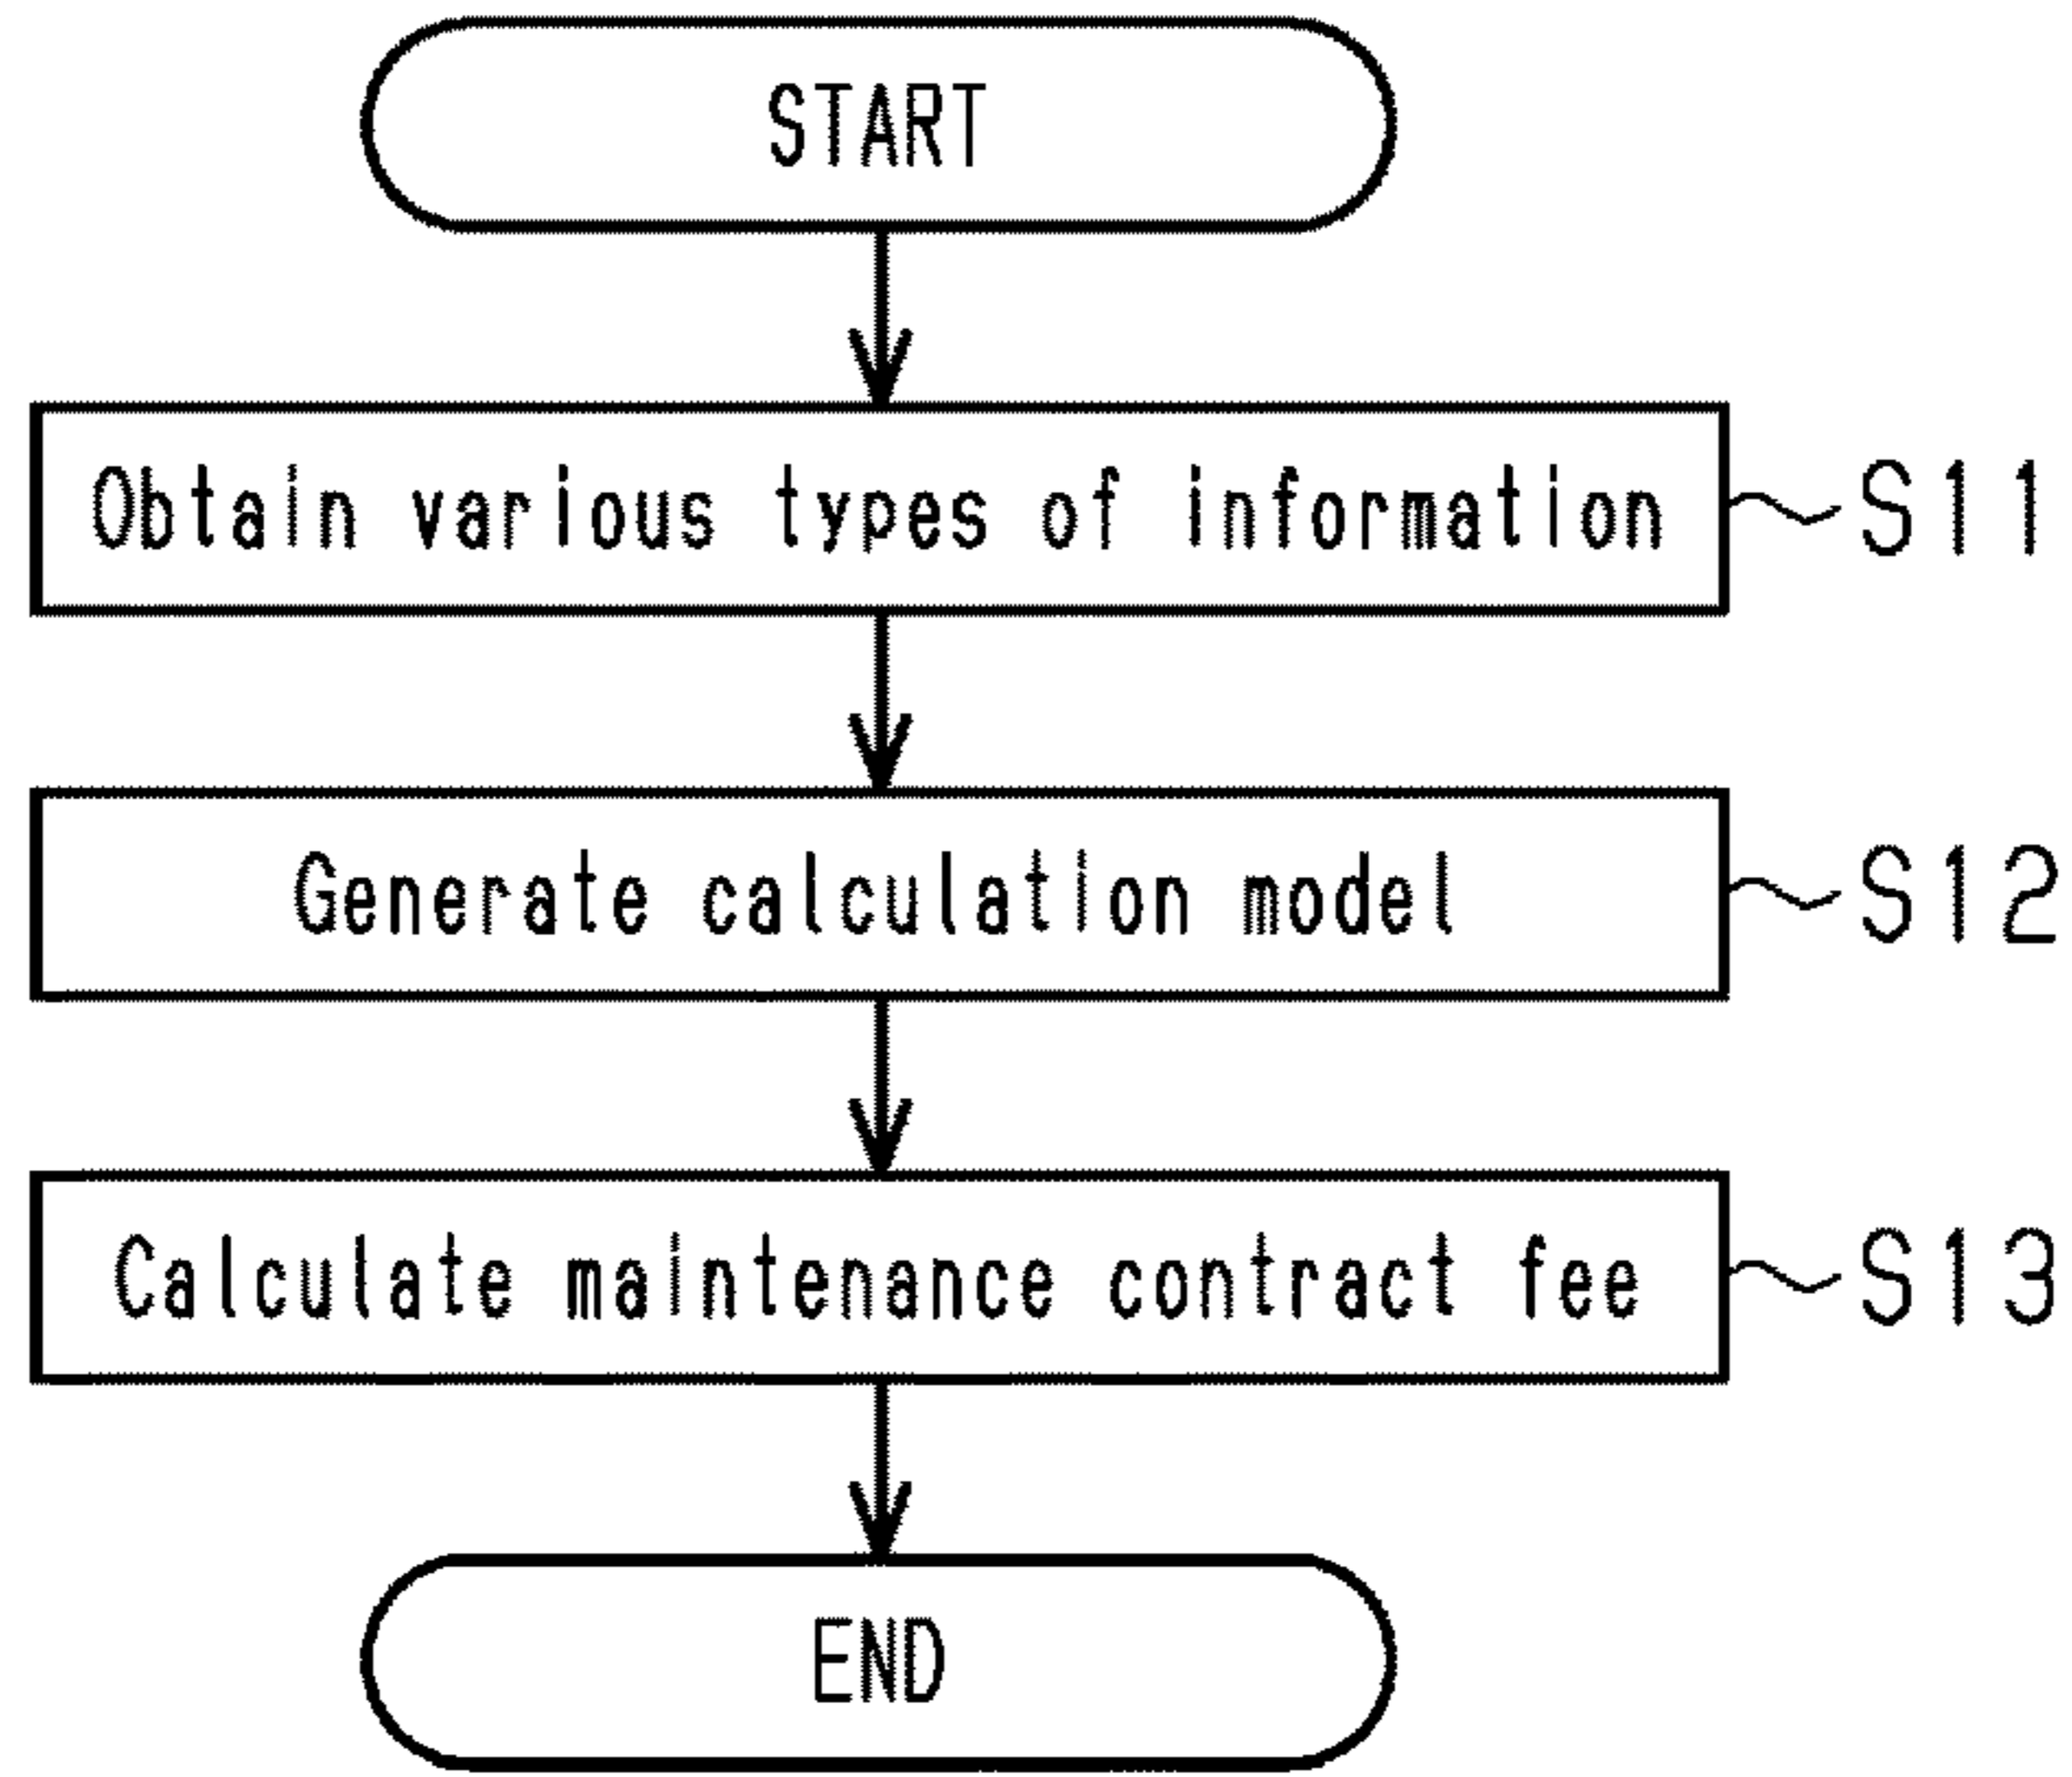 START
Obtain various types of information S11
Generate calculation model S12
Calculate maintenance contract fee S13
END